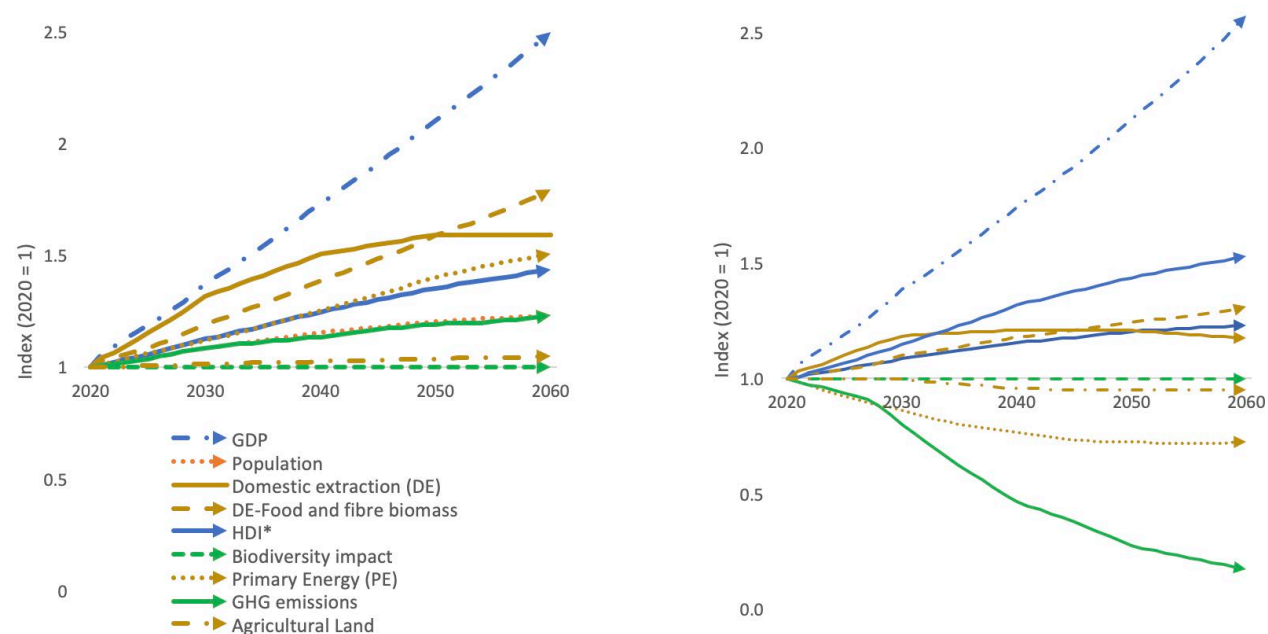 2.5
2
1.5
1
0.5
0
Index (2020 = 1)
2020 2030 2040 2050 2060
GDP
Population
Domestic extraction (DE)
DE-Food and fibre biomass
HDI*
Biodiversity impact
Primary Energy (PE)
GHG emissions
Agricultural Land
2.5
2.0
1.5
1.0
0.5
0.0
Index (2020 = 1)
2020 2030 2040 2050 2060